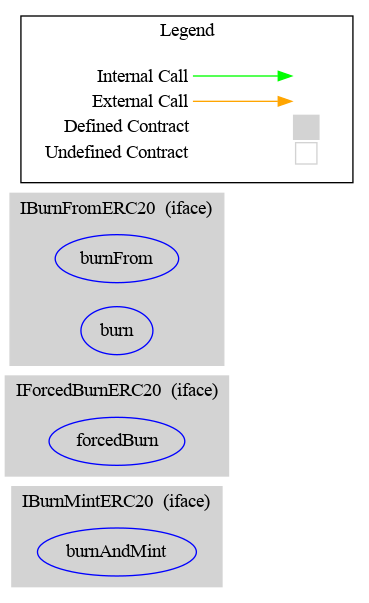 Legend
Internal Call
External Call
Defined Contract
Undefined Contract
IBurnFromERC20 (iface)
burnFrom
burn
IForcedBurnERC20 (iface)
forcedBurn
IBurnMintERC20 (iface)
burnAndMint